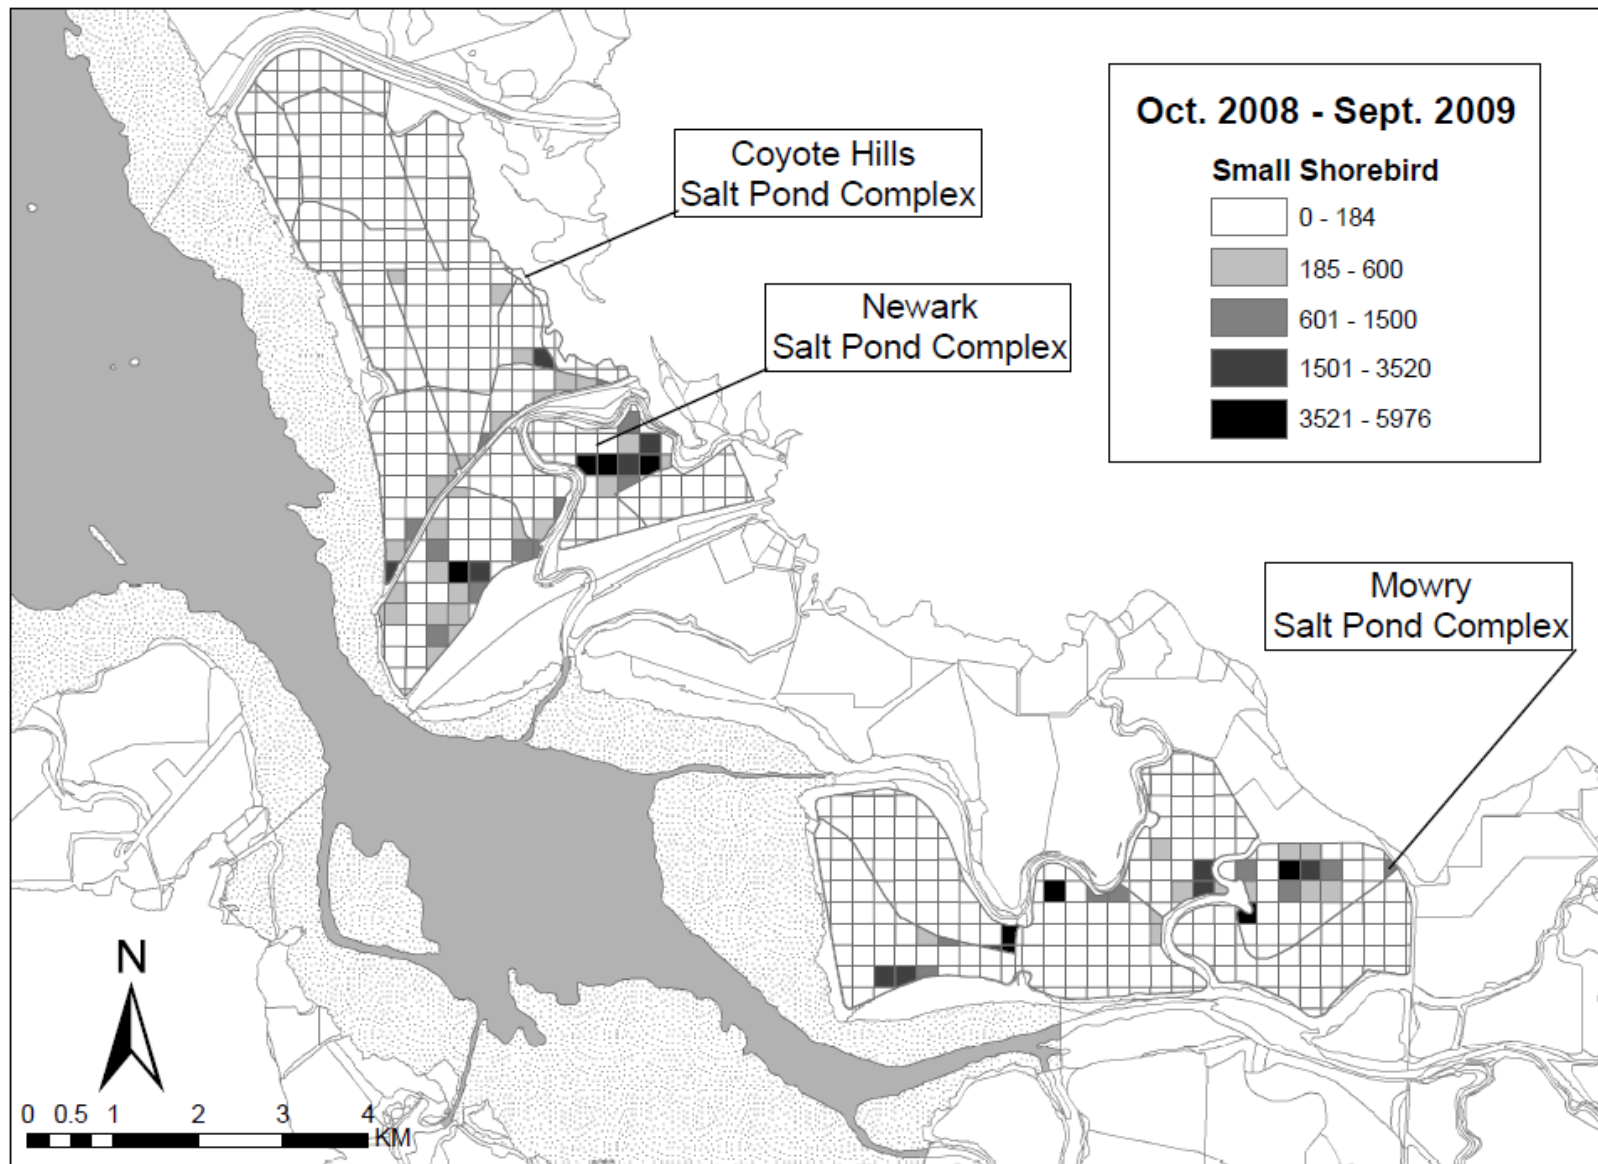 Oct. 2008 - Sept. 2009
Small Shorebird
0 - 184
185 - 600
601 - 1500
1501 - 3520
3521 - 5976
Coyote Hills
Salt Pond Complex
Newark
Salt Pond Complex
Mowry
Salt Pond Complex
N
0 0.5 1 2 3 4
KM